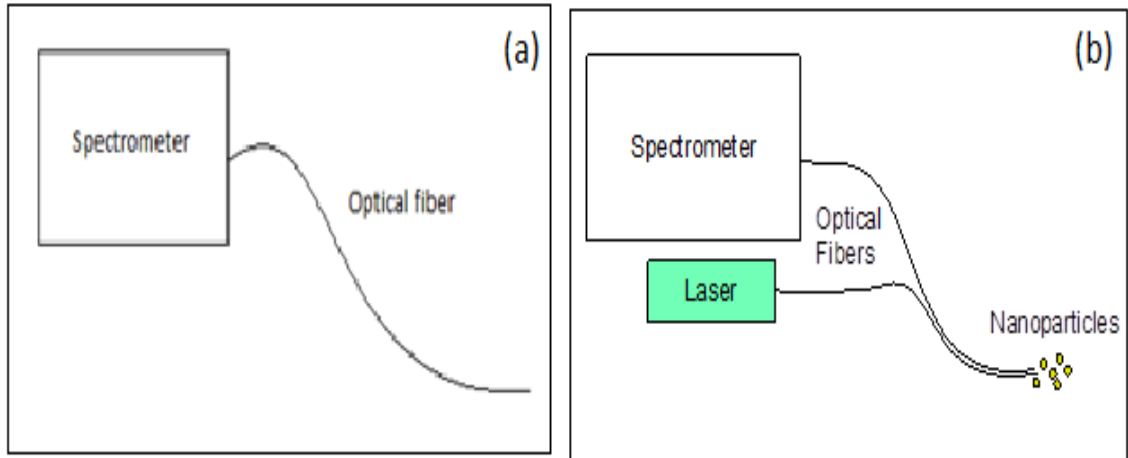 (a)
Spectrometer
Optical fiber
(b)
Spectrometer
Optical
Fibers
Laser
Nanoparticles